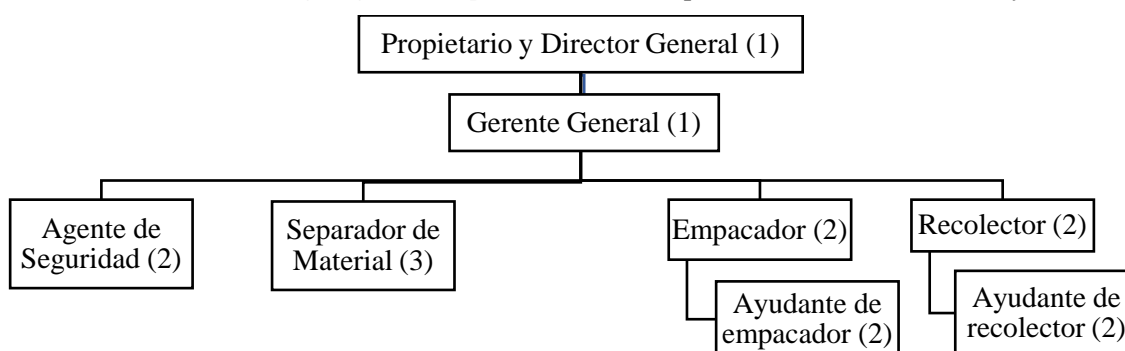 Propietario y Director General (1)
Gerente General (1)
Agente de
Seguridad (2)
Separador de
Material (3)
Empacador (2)
Recolector (2)
Ayudante de
empacador (2)
Ayudante de
recolector (2)